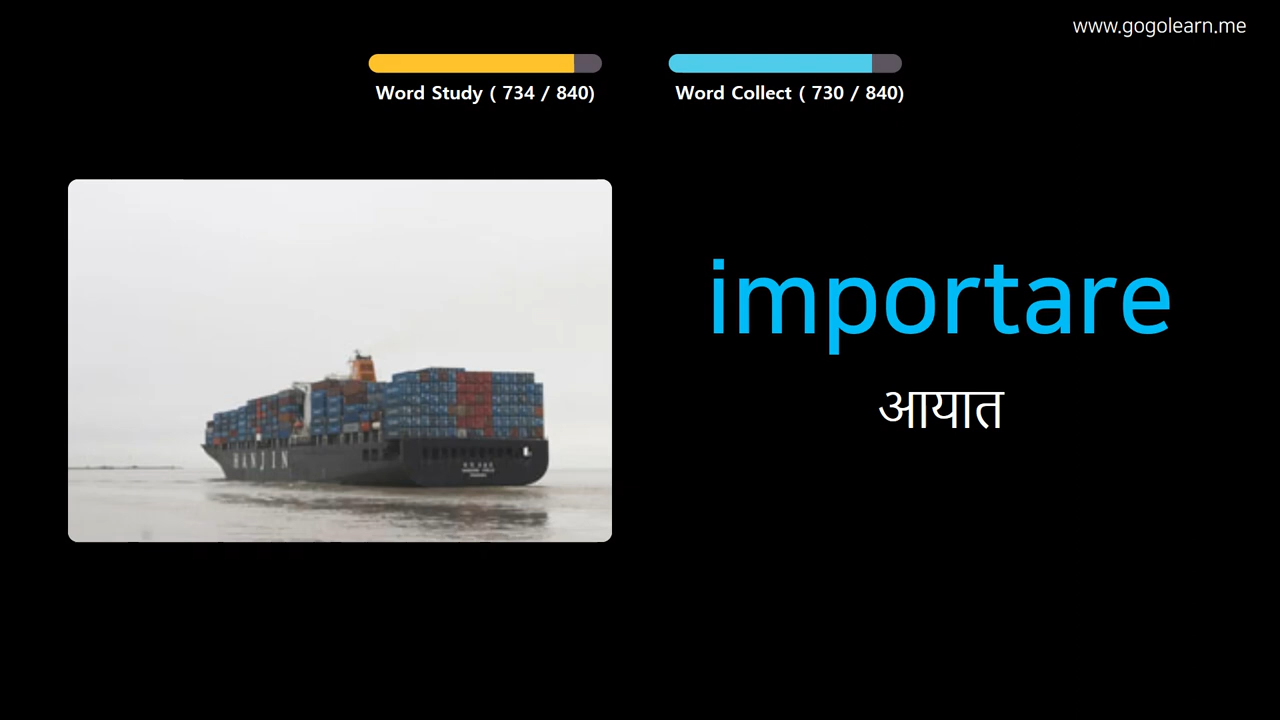 www.gogolearn.me
Word Study ( 734 / 840)
Word Collect ( 730 / 840)
importare
आयात
HANJIN